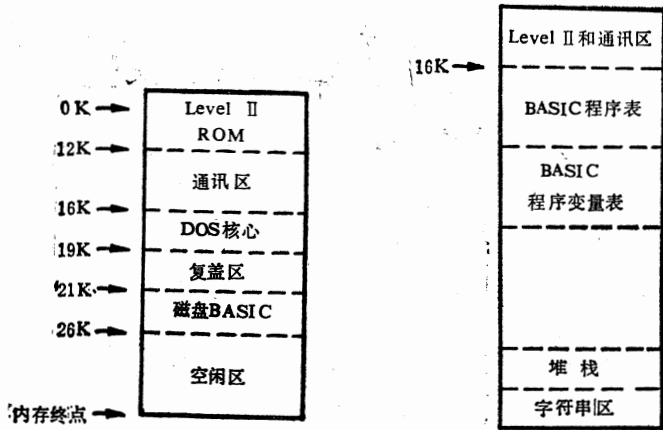 0K
Level Ⅱ
ROM
12K
通讯区
16K
DOS核心
19K
复盖区
21K
磁盘BASIC
26K
空闲区
内存终点
Level Ⅱ和通讯区
16K
BASIC程序表
BASIC
程序变量表
堆栈
字符串区